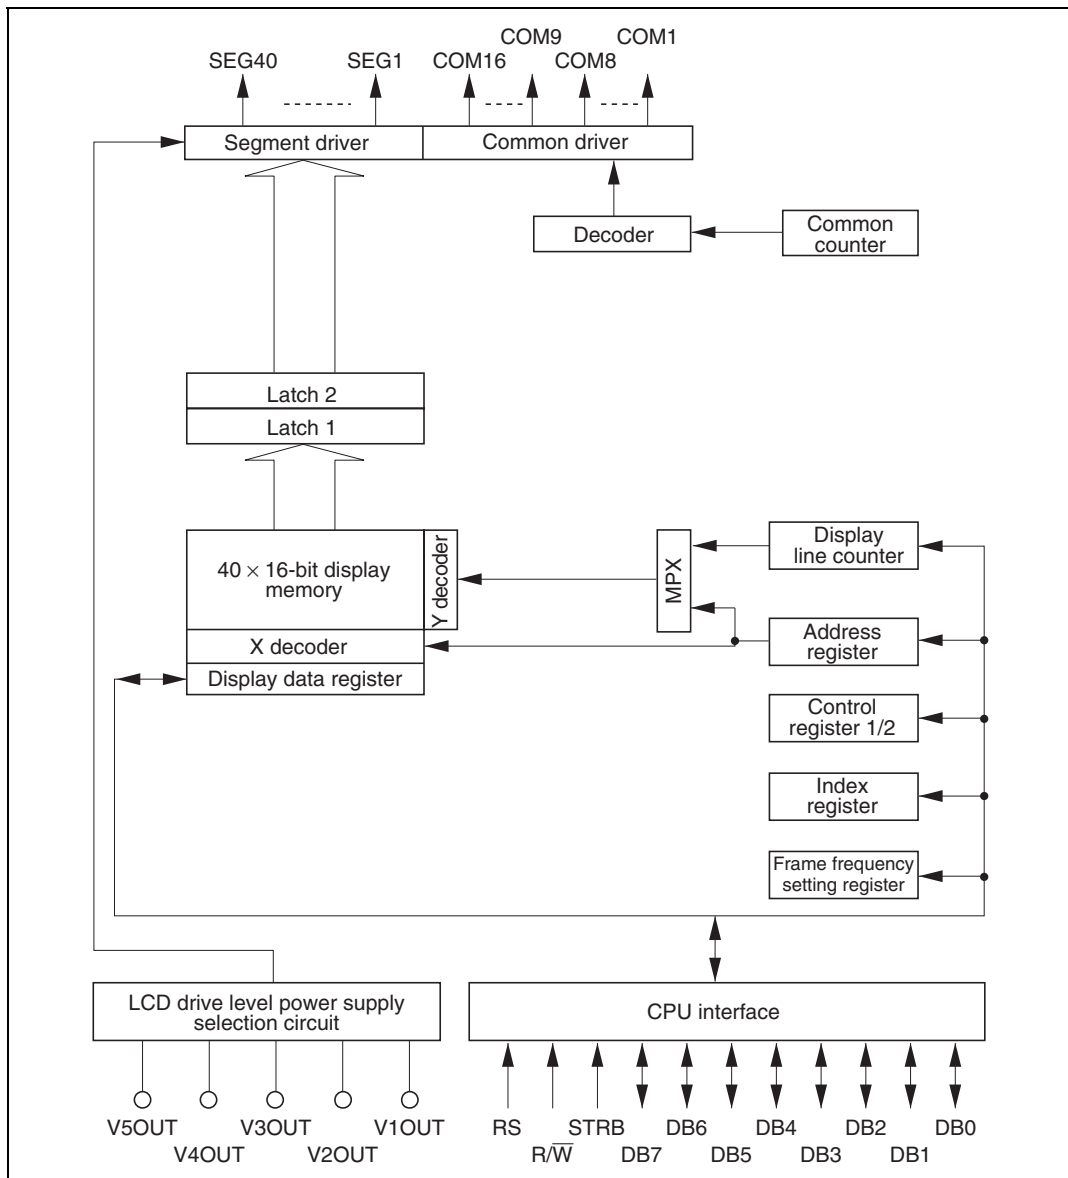 COM9 COM1
SEG40 SEG1 COM16 COM8
Segment driver Common driver
Decoder
Common
counter
Latch 2
Latch 1
40 × 16-bit display
memory
Y decoder
MPX
Display
line counter
X decoder
Address
register
Display data register
Control
register 1/2
Index
register
Frame frequency
setting register
LCD drive level power supply
selection circuit
CPU interface
V5OUT V3OUT V1OUT
V4OUT V2OUT
RS STRB DB6 DB4 DB2 DB0
R/W̅ DB7 DB5 DB3 DB1